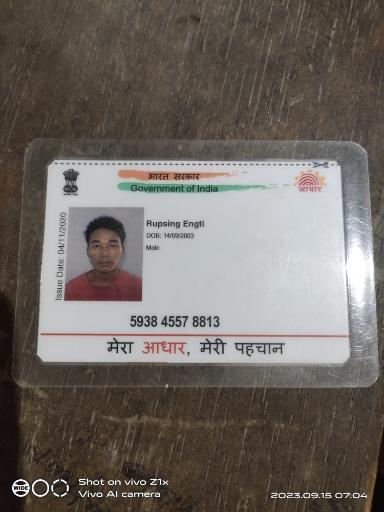 भारत सरकार
Government of India
आधार
Issue Date: 04/11/2020
Rupsing Engti
DOB: 14/09/2003
Male
5938 4557 8813
मेरा आधार, मेरी पहचान
WIDE
Shot on vivo Z1x
Vivo AI camera
2023.09.15 07:04